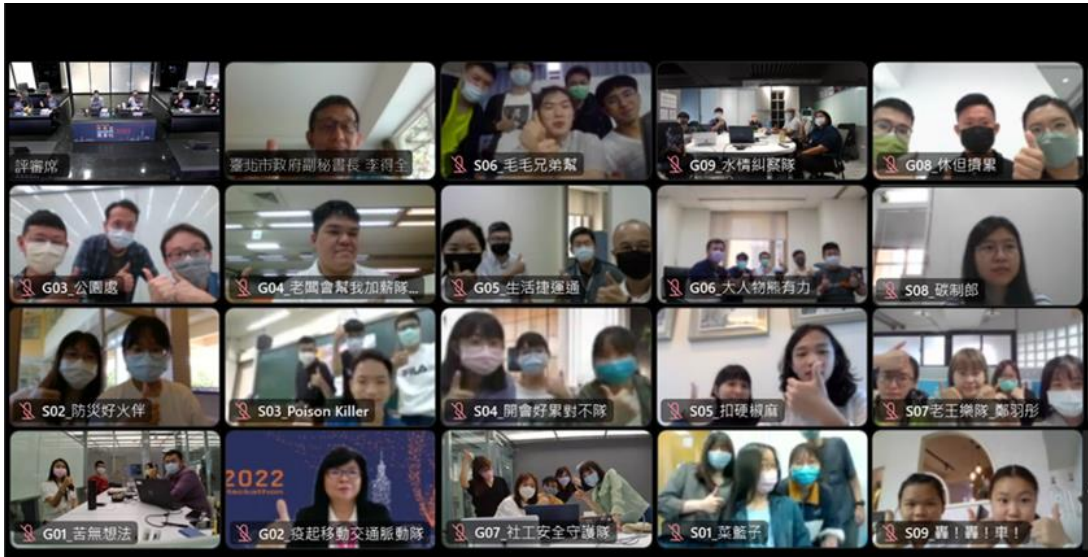 評審席
臺北市政府副秘書長 李得全
S06_毛毛兄弟幫
G09_水情糾察隊
G08_休但擠累
G03_公園處
G04_老闆會幫我加薪隊...
G05_生活捷運通
G06_大人物熊有力
S08_碳制郎
S02_防災好火伴
S03_Poison Killer
FILA
S04_開會好累對不隊
S05_扣硬椒麻
S07老王樂隊_鄭羽彤
G01_苦無想法
2022
Hackathon
G02_疫起移動交通脈動隊
G07_社工安全守護隊
S01_菜籃子
S09_轟！轟！車！